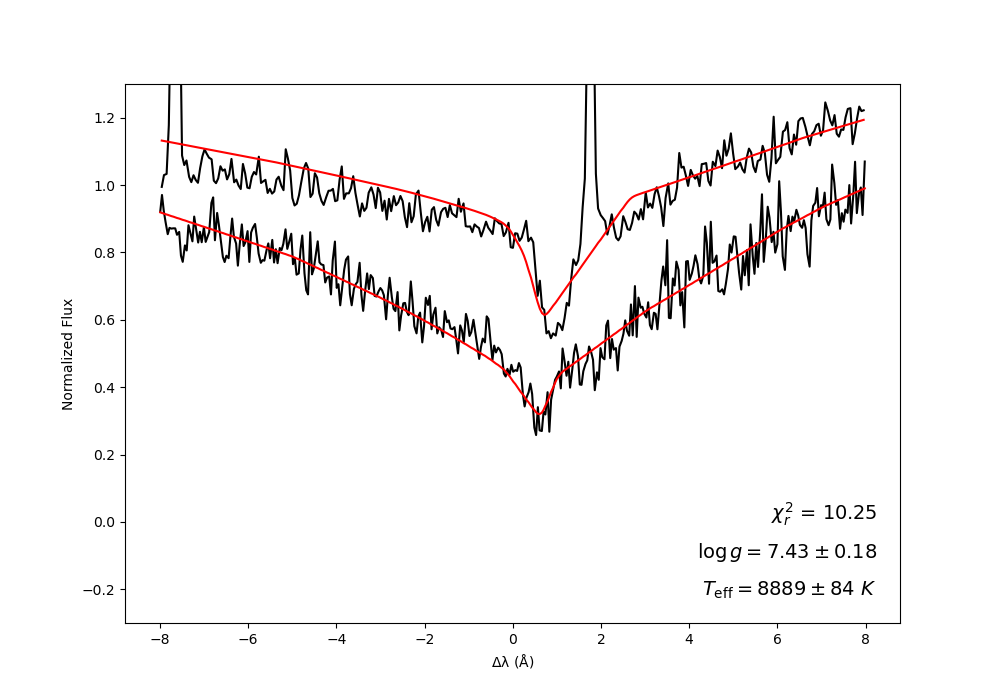 1.2
1.0
0.8
0.6
0.4
0.2
0.0
−0.2
Normalized Flux
χ²ᵣ = 10.25
log g = 7.43 ± 0.18
T_eff = 8889 ± 84 K
−8 −6 −4 −2 0 2 4 6 8
Δλ (Å)